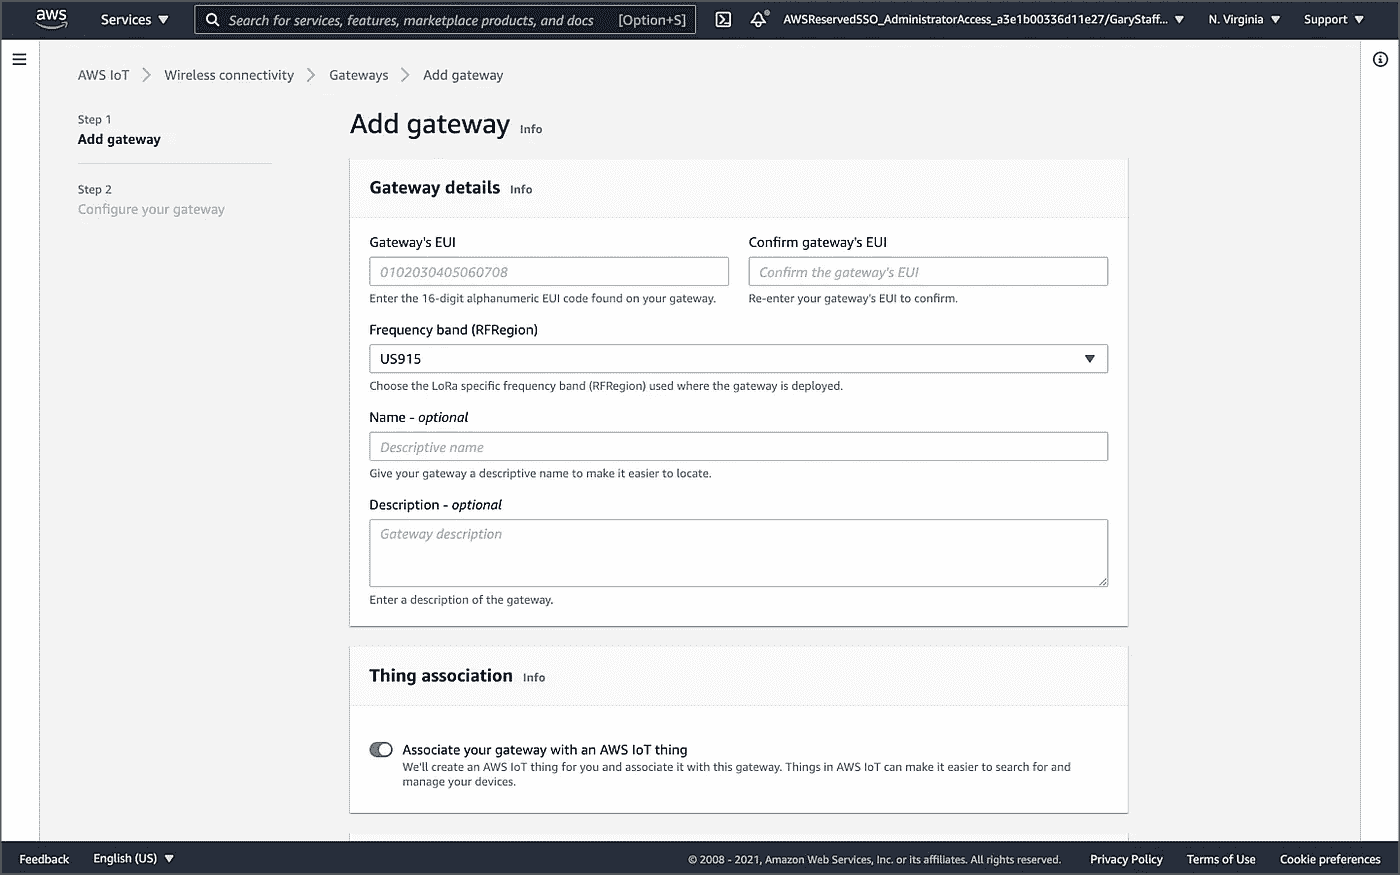 aws Services Search for services, features, marketplace products, and docs [Option+S] AWSReservedSSO_AdministratorAccess_a3e1b00336d11e27/GaryStaff... N. Virginia Support
AWS IoT Wireless connectivity Gateways Add gateway
Step 1
Add gateway
Step 2
Configure your gateway
Add gateway Info
Gateway details Info
Gateway's EUI
0102030405060708
Enter the 16-digit alphanumeric EUI code found on your gateway.
Confirm gateway's EUI
Confirm the gateway's EUI
Re-enter your gateway's EUI to confirm.
Frequency band (RFRegion)
US915
Choose the LoRa specific frequency band (RFRegion) used where the gateway is deployed.
Name - optional
Descriptive name
Give your gateway a descriptive name to make it easier to locate.
Description - optional
Gateway description
Enter a description of the gateway.
Thing association Info
Associate your gateway with an AWS IoT thing
We'll create an AWS IoT thing for you and associate it with this gateway. Things in AWS IoT can make it easier to search for and
manage your devices.
Feedback English (US) © 2008 - 2021, Amazon Web Services, Inc. or its affiliates. All rights reserved. Privacy Policy Terms of Use Cookie preferences